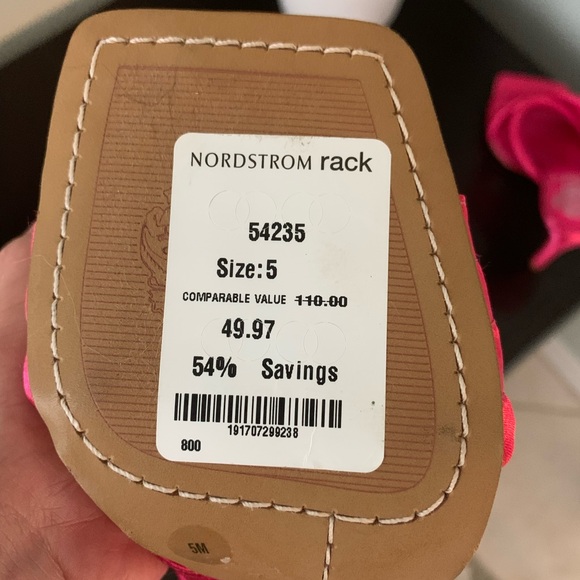 NORDSTROM rack
54235
Size:5
COMPARABLE VALUE 110.00
49.97
54% Savings
191707299238
800
5M